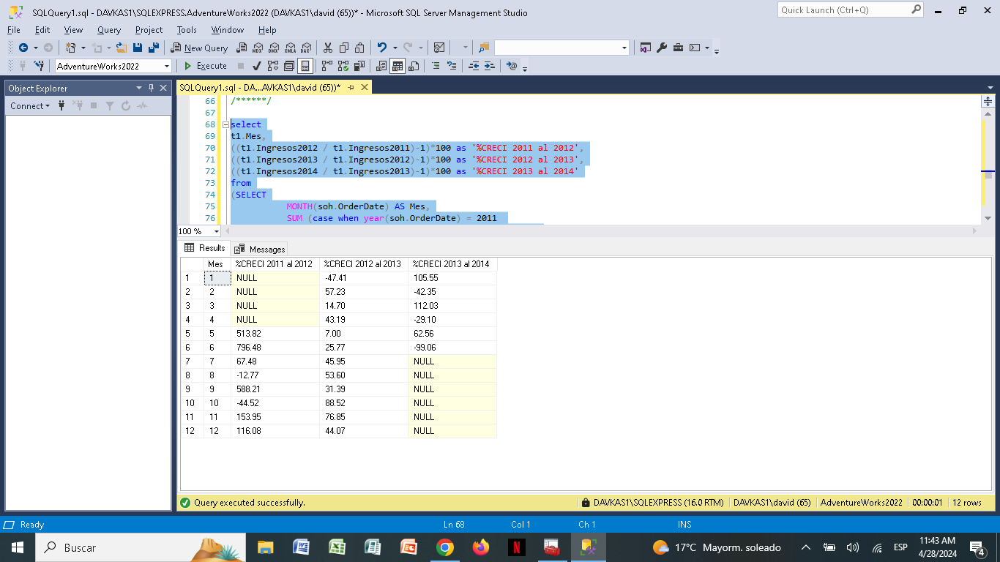 SQLQuery1.sql - DAVKAS1\SQLEXPRESS.AdventureWorks2022 (DAVKAS1\david (65))* - Microsoft SQL Server Management Studio
Quick Launch (Ctrl+Q)
File Edit View Query Project Tools Window Help
New Query MDX DMX XMLA DAX
AdventureWorks2022 Execute
Object Explorer
SQLQuery1.sql - DA...AVKAS1\david (65))*
Connect
66 /******/
67
68 select
69 t1.Mes,
70 ((t1.Ingresos2012 / t1.Ingresos2011)-1)*100 as '%CRECI 2011 al 2012',
71 ((t1.Ingresos2013 / t1.Ingresos2012)-1)*100 as '%CRECI 2012 al 2013',
72 ((t1.Ingresos2014 / t1.Ingresos2013)-1)*100 as '%CRECI 2013 al 2014'
73 from
74 (SELECT
75 MONTH(soh.OrderDate) AS Mes,
76 SUM (case when year(soh.OrderDate) = 2011
100 %
Results Messages
Mes %CRECI 2011 al 2012 %CRECI 2012 al 2013 %CRECI 2013 al 2014
1 1 NULL -47.41 105.55
2 2 NULL 57.23 -42.35
3 3 NULL 14.70 112.03
4 4 NULL 43.19 -29.10
5 5 513.82 7.00 62.56
6 6 796.48 25.77 -99.06
7 7 67.48 45.95 NULL
8 8 -12.77 53.60 NULL
9 9 588.21 31.39 NULL
10 10 -44.52 88.52 NULL
11 11 153.95 76.85 NULL
12 12 116.08 44.07 NULL
Query executed successfully. DAVKAS1\SQLEXPRESS (16.0 RTM) DAVKAS1\david (65) AdventureWorks2022 00:00:01 12 rows
Ready Ln 68 Col 1 Ch 1 INS
Buscar 17°C Mayorm. soleado ESP 11:43 AM
4/28/2024 4